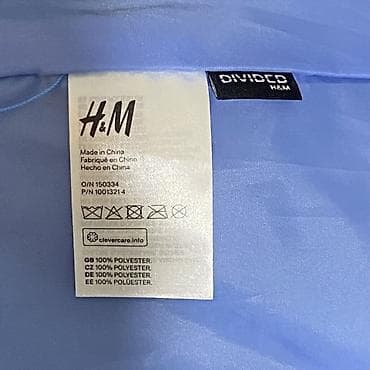 DIVIDED
H&M
H&M
Made in China
Fabriqué en Chine
Hecho en China
O/N 150334
P/N 10013214
clevercare.info
GB 100% POLYESTER.
CZ 100% POLYESTER.
DE 100% POLYESTER.
EE 100% POLÜESTER.